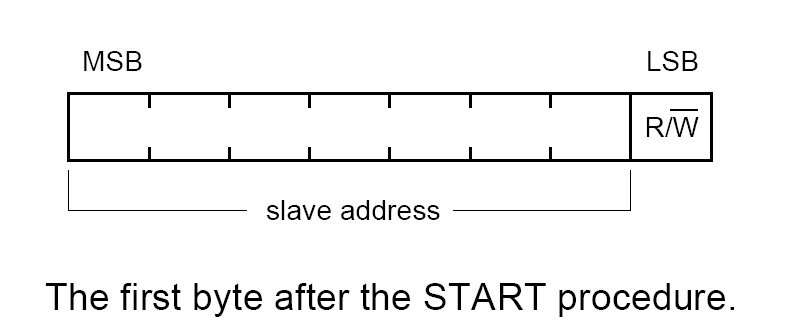 MSB LSB
R/W̅
slave address
The first byte after the START procedure.